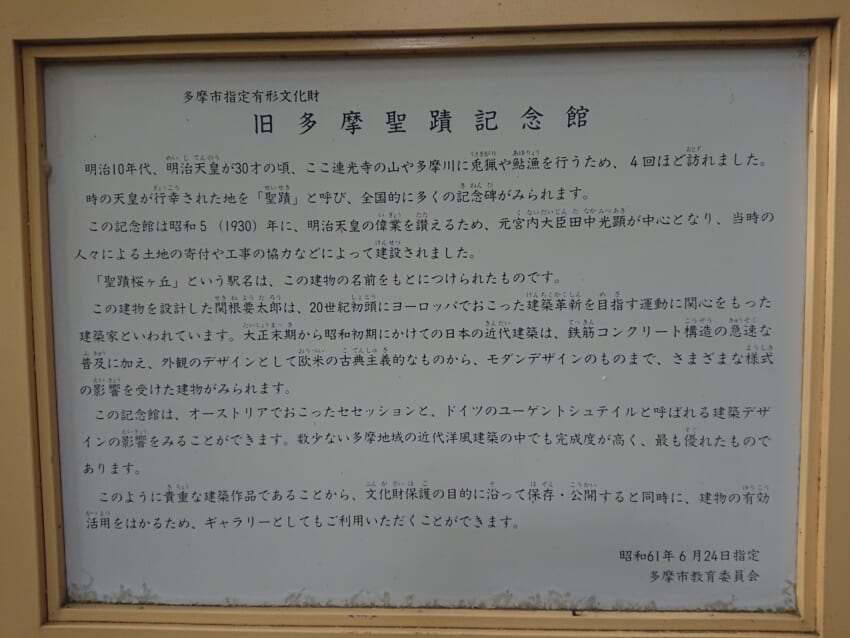 多摩市指定有形文化財
旧多摩聖蹟記念館
明治10年代、明治天皇が30才の頃、ここ連光寺の山や多摩川に兎猟や鮎漁を行うため、4回ほど訪れました。
時の天皇が行幸された地を「聖蹟」と呼び、全国的に多くの記念碑がみられます。
この記念館は昭和5（1930）年に、明治天皇の偉業を讃えるため、元宮内大臣田中光顕が中心となり、当時の
人々による土地の寄付や工事の協力などによって建設されました。
「聖蹟桜ヶ丘」という駅名は、この建物の名前をもとにつけられたものです。
この建物を設計した関根要太郎は、20世紀初頭にヨーロッパでおこった建築革新を目指す運動に関心をもった
建築家といわれています。大正末期から昭和初期にかけての日本の近代建築は、鉄筋コンクリート構造の急速な
普及に加え、外観のデザインとして欧米の古典主義的なものから、モダンデザインのものまで、さまざまな様式
の影響を受けた建物がみられます。
この記念館は、オーストリアでおこったセセッションと、ドイツのユーゲントシュテイルと呼ばれる建築デザ
インの影響をみることができます。数少ない多摩地域の近代洋風建築の中でも完成度が高く、最も優れたもので
あります。
このように貴重な建築作品であることから、文化財保護の目的に沿って保存・公開すると同時に、建物の有効
活用をはかるため、ギャラリーとしてもご利用いただくことができます。
昭和61年6月24日指定
多摩市教育委員会